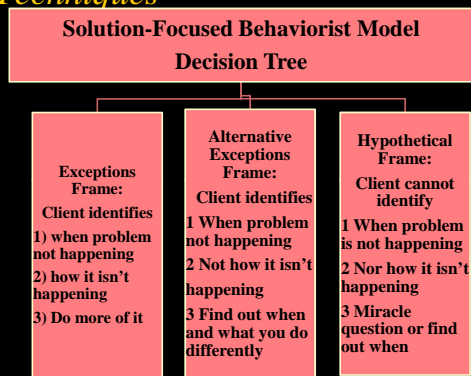 Techniques
Solution-Focused Behaviorist Model
Decision Tree
Exceptions
Frame:
Client identifies
1) when problem
not happening
2) how it isn't
happening
3) Do more of it
Alternative
Exceptions
Frame:
Client identifies
1 When problem
not happening
2 Not how it isn't
happening
3 Find out when
and what you do
differently
Hypothetical
Frame:
Client cannot
identify
1 When problem
is not happening
2 Nor how it isn't
happening
3 Miracle
question or find
out when